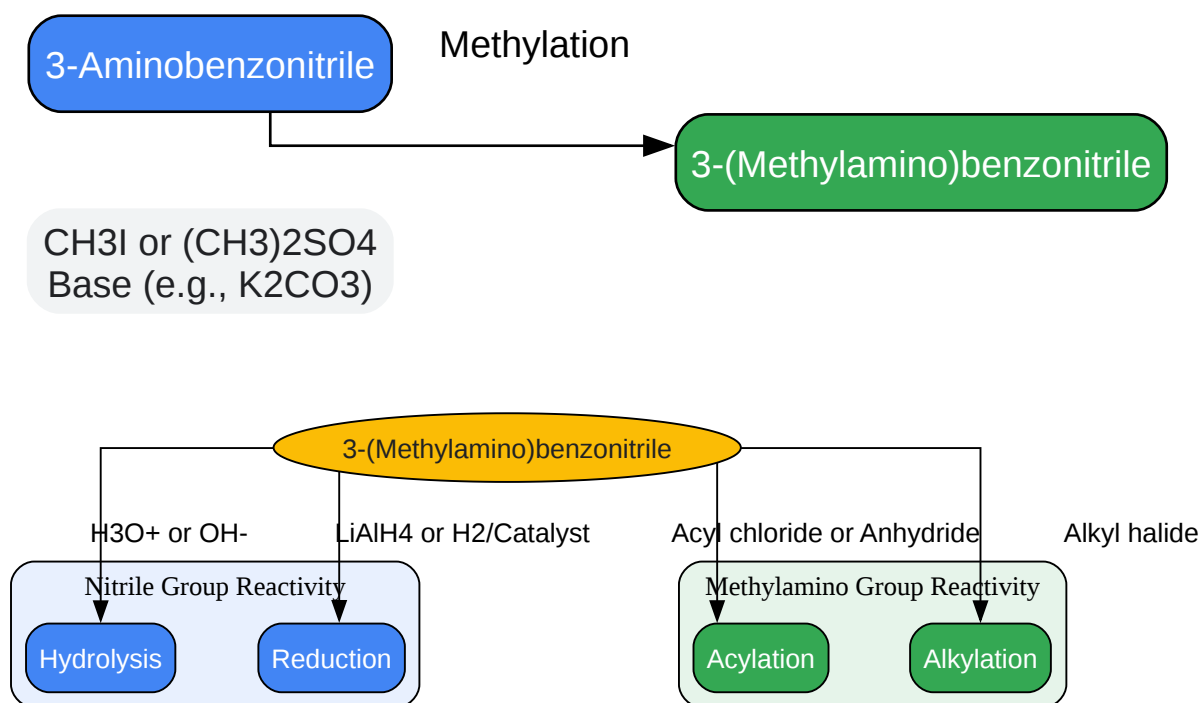 3-Aminobenzonitrile
Methylation
3-(Methylamino)benzonitrile
CH3I or (CH3)2SO4
Base (e.g., K2CO3)
3-(Methylamino)benzonitrile
H3O+ or OH-
LiAlH4 or H2/Catalyst
Acyl chloride or Anhydride
Alkyl halide
Nitrile Group Reactivity
Methylamino Group Reactivity
Hydrolysis
Reduction
Acylation
Alkylation